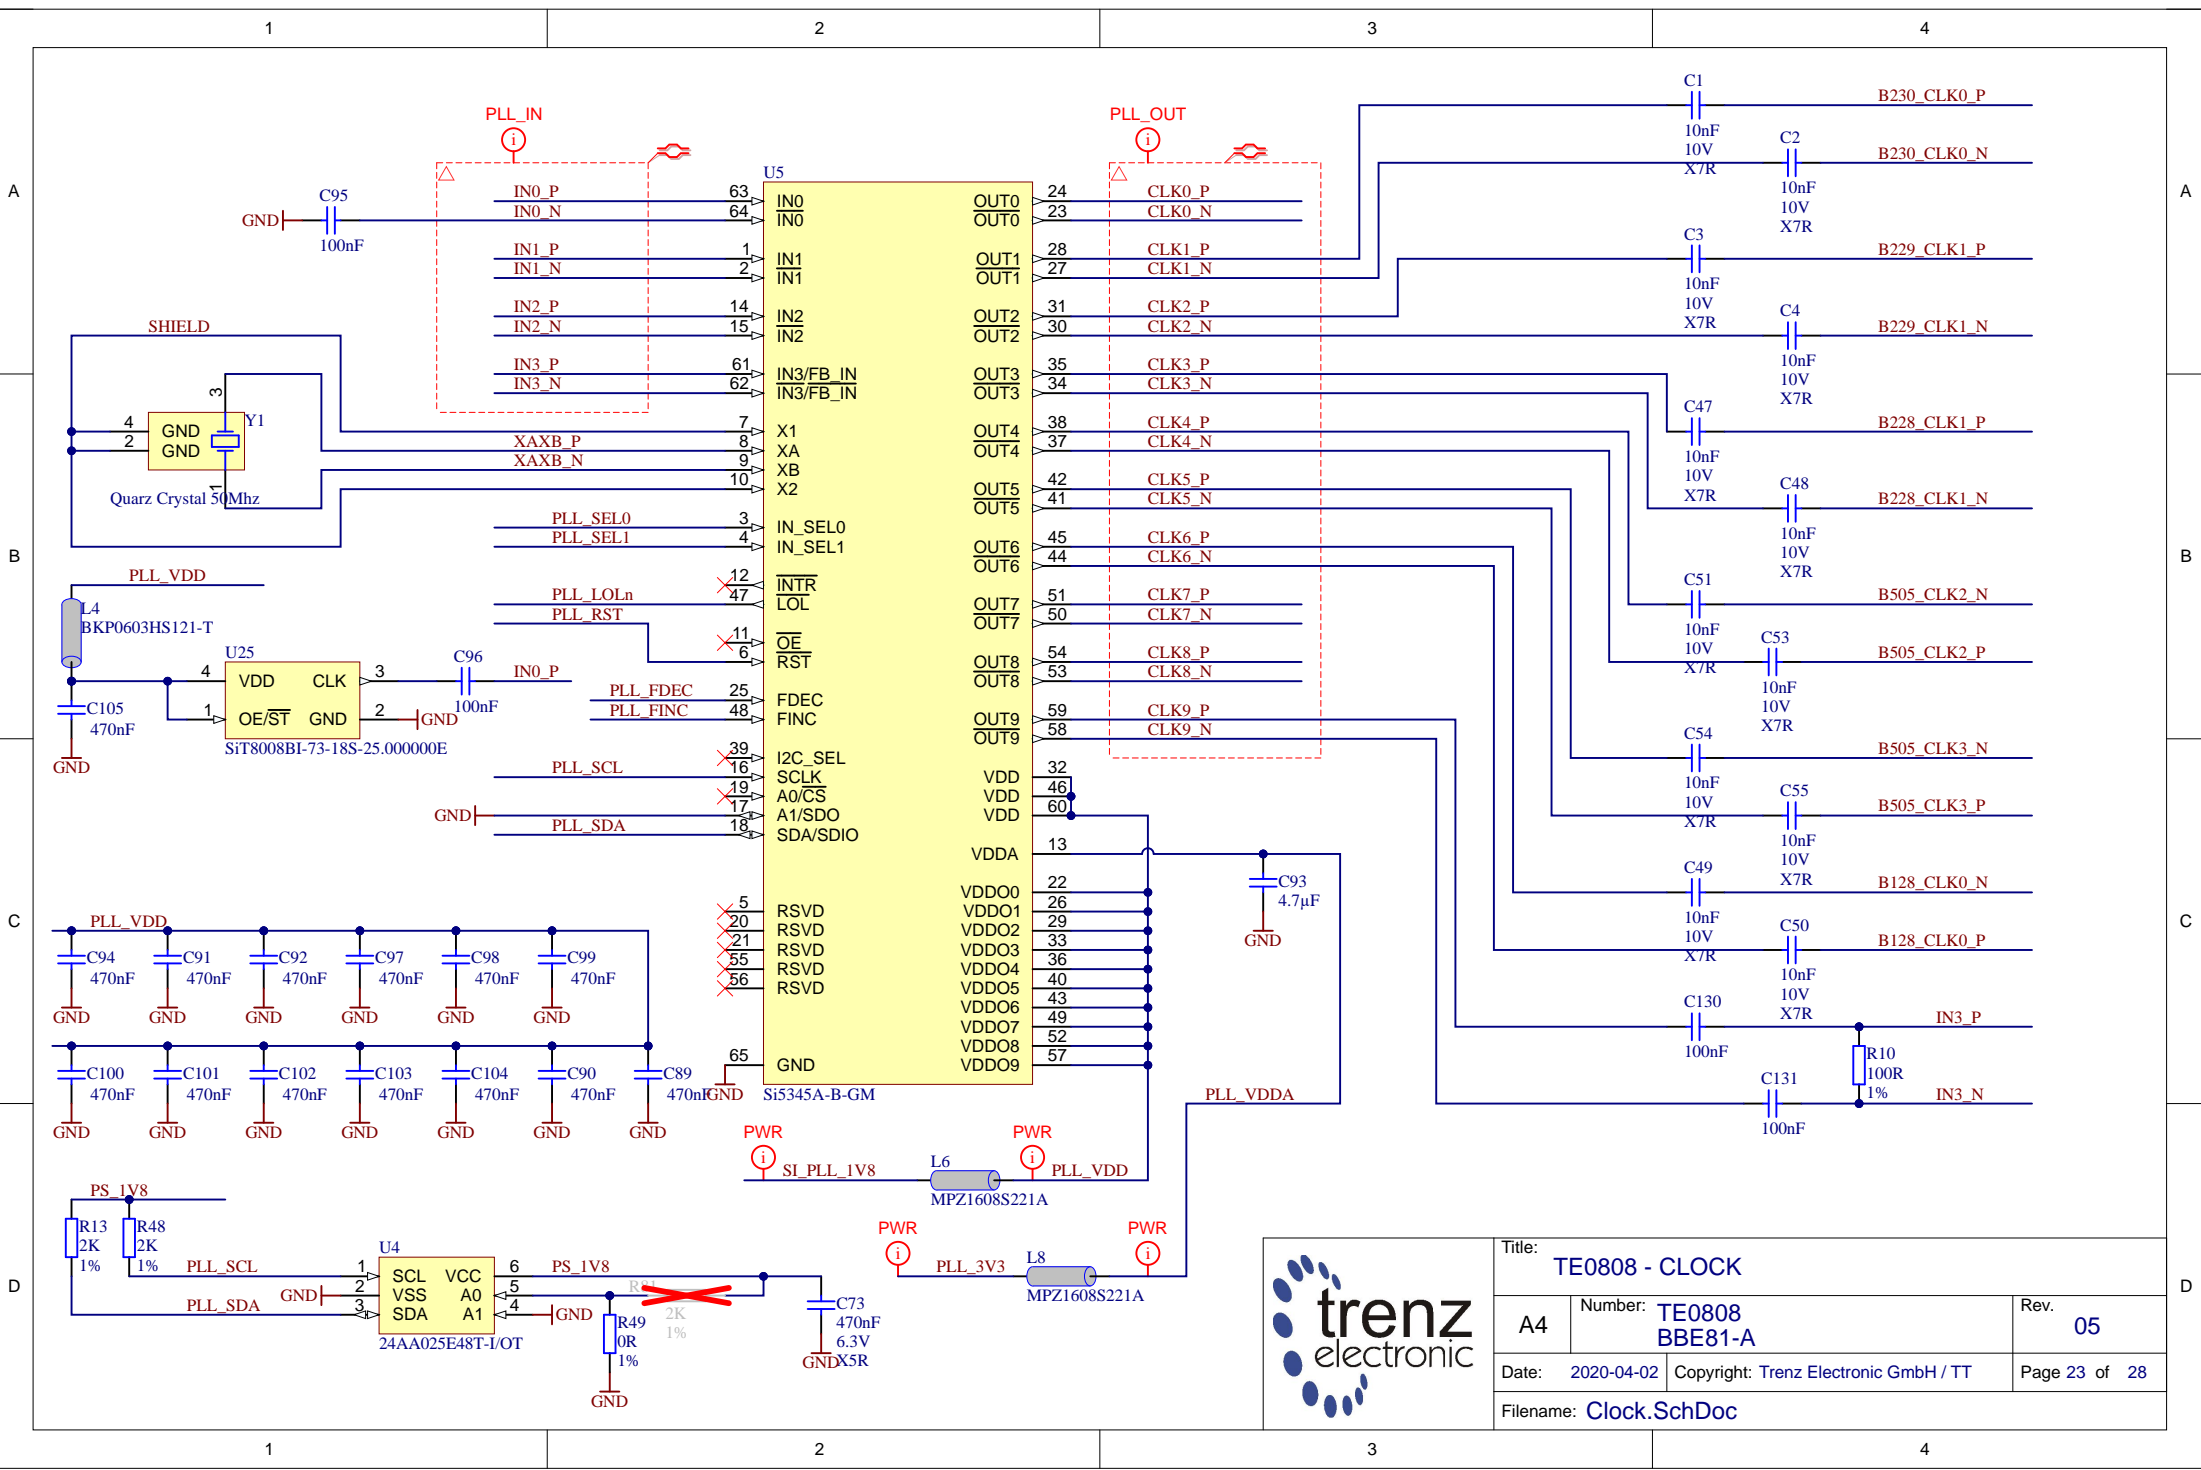 1 2 3 4
A
B
C
D
A
B
C
D
1 2 3 4
PLL_IN
PLL_OUT
C95
GND
100nF
IN0_P
IN0_N
IN1_P
IN1_N
IN2_P
IN2_N
IN3_P
IN3_N
SHIELD
3
4 GND
2 GND
1
Y1
Quarz Crystal 50Mhz
XAXB_P
XAXB_N
PLL_SEL0
PLL_SEL1
PLL_LOLn
PLL_RST
PLL_FDEC
PLL_FINC
PLL_SCL
GND
PLL_SDA
PLL_VDD
L4
BKP0603HS121-T
U25
4 VDD CLK 3
1 OE/ST GND 2
GND
SiT8008BI-73-18S-25.000000E
C96
100nF
IN0_P
C105
470nF
GND
U5
63 IN0
64 IN0
1 IN1
2 IN1
14 IN2
15 IN2
61 IN3/FB_IN
62 IN3/FB_IN
7 X1
8 XA
9 XB
10 X2
3 IN_SEL0
4 IN_SEL1
12 INTR
47 LOL
11 OE
6 RST
25 FDEC
48 FINC
39 I2C_SEL
16 SCLK
19 A0/CS
17 A1/SDO
18 SDA/SDIO
5 RSVD
20 RSVD
21 RSVD
55 RSVD
56 RSVD
65 GND
GND
Si5345A-B-GM
OUT0 24 CLK0_P
OUT0 23 CLK0_N
OUT1 28 CLK1_P
OUT1 27 CLK1_N
OUT2 31 CLK2_P
OUT2 30 CLK2_N
OUT3 35 CLK3_P
OUT3 34 CLK3_N
OUT4 38 CLK4_P
OUT4 37 CLK4_N
OUT5 42 CLK5_P
OUT5 41 CLK5_N
OUT6 45 CLK6_P
OUT6 44 CLK6_N
OUT7 51 CLK7_P
OUT7 50 CLK7_N
OUT8 54 CLK8_P
OUT8 53 CLK8_N
OUT9 59 CLK9_P
OUT9 58 CLK9_N
VDD 32
VDD 46
VDD 60
VDDA 13
VDDO0 22
VDDO1 26
VDDO2 29
VDDO3 33
VDDO4 36
VDDO5 40
VDDO6 43
VDDO7 49
VDDO8 52
VDDO9 57
C93
4.7µF
GND
C1
10nF
10V
X7R
B230_CLK0_P
C2
10nF
10V
X7R
B230_CLK0_N
C3
10nF
10V
X7R
B229_CLK1_P
C4
10nF
10V
X7R
B229_CLK1_N
C47
10nF
10V
X7R
B228_CLK1_P
C48
10nF
10V
X7R
B228_CLK1_N
C51
10nF
10V
X7R
B505_CLK2_N
C53
10nF
10V
X7R
B505_CLK2_P
C54
10nF
10V
X7R
B505_CLK3_N
C55
10nF
10V
X7R
B505_CLK3_P
C49
10nF
10V
X7R
B128_CLK0_N
C50
10nF
10V
X7R
B128_CLK0_P
C130
100nF
IN3_P
R10
100R
1%
C131
100nF
IN3_N
PLL_VDD
C94 C91 C92 C97 C98 C99
470nF 470nF 470nF 470nF 470nF 470nF
GND GND GND GND GND GND
C100 C101 C102 C103 C104 C90 C89
470nF 470nF 470nF 470nF 470nF 470nF 470nF
GND GND GND GND GND GND GND
PWR PWR
SI_PLL_1V8 L6 PLL_VDD
MPZ1608S221A
PLL_VDDA
PWR PWR
PLL_3V3 L8
MPZ1608S221A
PS_1V8
R13
2K
1%
R48
2K
1%
PLL_SCL
GND
PLL_SDA
U4
1 SCL VCC 6
2 VSS A0 5
3 SDA A1 4
24AA025E48T-I/OT
PS_1V8
GND
2K
1%
R49
0R
1%
GND
C73
470nF
6.3V
X5R
GND
trenz
electronic
Title:
TE0808 - CLOCK
A4
Number: TE0808
BBE81-A
Rev.
05
Date: 2020-04-02 Copyright: Trenz Electronic GmbH / TT Page 23 of 28
Filename: Clock.SchDoc